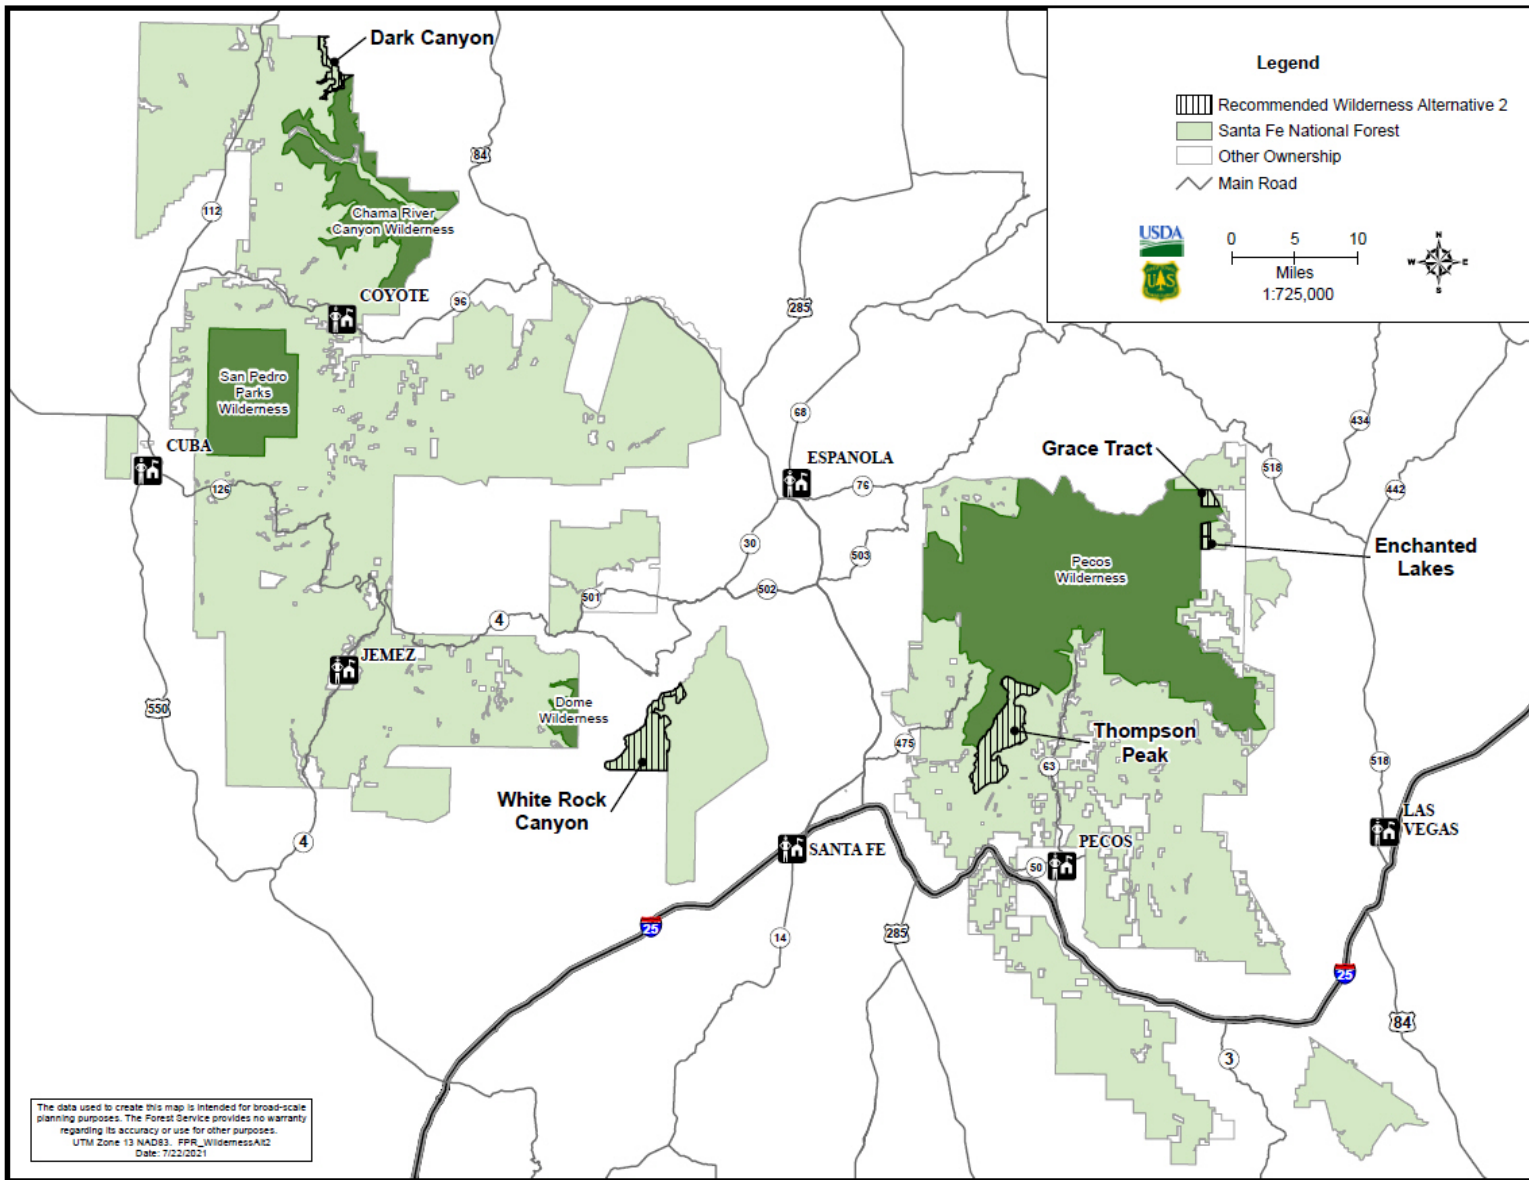 Dark Canyon
Legend
Recommended Wilderness Alternative 2
Santa Fe National Forest
Other Ownership
Main Road
USDA
0 5 10
Miles
1:725,000
N
W E
S
UAS
84
112
Chama River
Canyon Wilderness
COYOTE
96
285
San Pedro
Parks
Wilderness
68
434
CUBA
Grace Tract
518
ESPANOLA
126
76
442
30
503
Enchanted
Lakes
Pecos
Wilderness
502
501
4
JEMEZ
Dome
Wilderness
550
475
Thompson
Peak
63
518
White Rock
Canyon
LAS
VEGAS
4
SANTA FE
PECOS
50
25
14
285
25
84
3
The data used to create this map is intended for broad-scale
planning purposes. The Forest Service provides no warranty
regarding its accuracy or use for other purposes.
UTM Zone 13 NAD83. FPR_WildernessAlt2
Date: 7/22/2021